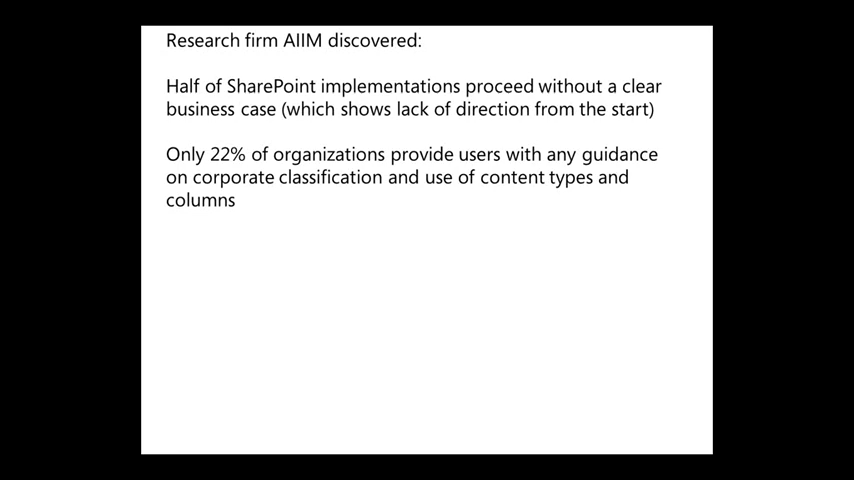 Research firm AIIM discovered:
Half of SharePoint implementations proceed without a clear
business case (which shows lack of direction from the start)
Only 22% of organizations provide users with any guidance
on corporate classification and use of content types and
columns